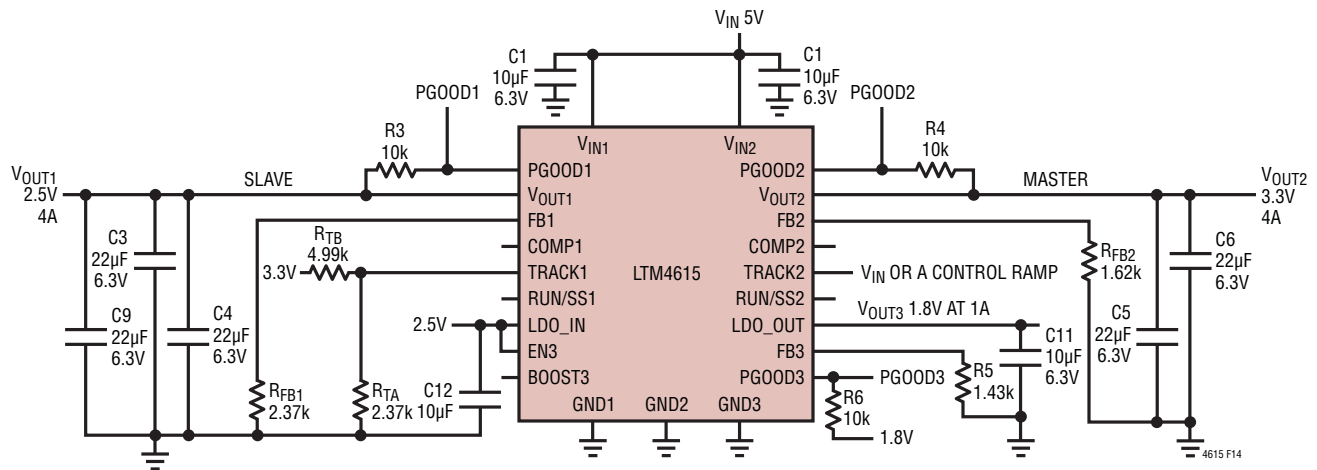 VIN 5V
C1
10µF
6.3V
C1
10µF
6.3V
PGOOD1
PGOOD2
R3
10k
R4
10k
VIN1
VIN2
VOUT1
2.5V
4A
SLAVE
MASTER
VOUT2
3.3V
4A
PGOOD1
VOUT1
FB1
COMP1
TRACK1
RUN/SS1
LDO_IN
EN3
BOOST3
LTM4615
PGOOD2
VOUT2
FB2
COMP2
TRACK2
RUN/SS2
LDO_OUT
FB3
PGOOD3
GND1
GND2
GND3
C3
22µF
6.3V
C9
22µF
6.3V
C4
22µF
6.3V
RTB
4.99k
3.3V
2.5V
RFB1
2.37k
RTA
2.37k
C12
10µF
VIN OR A CONTROL RAMP
VOUT3 1.8V AT 1A
RFB2
1.62k
C6
22µF
6.3V
C5
22µF
6.3V
C11
10µF
6.3V
R5
1.43k
PGOOD3
R6
10k
1.8V
4615 F14